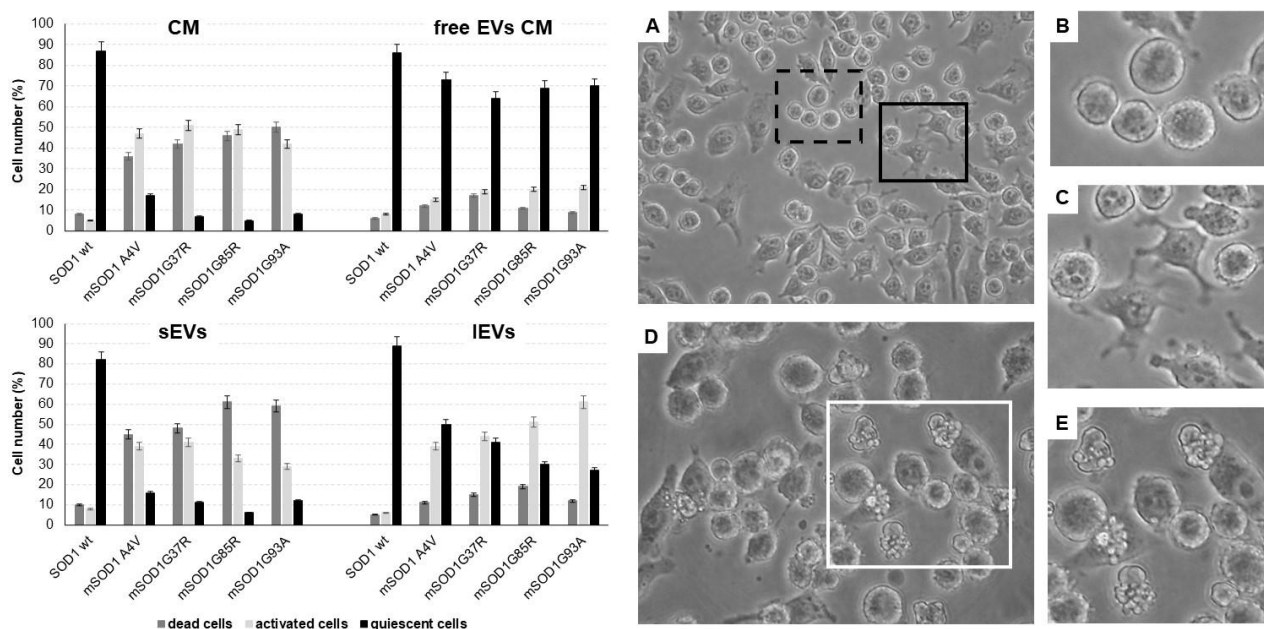 CM
free EVs CM
Cell number (%)
100
90
80
70
60
50
40
30
20
10
0
SOD1 wt
mSOD1 A4V
mSOD1G37R
mSOD1G85R
mSOD1G93A
SOD1 wt
mSOD1 A4V
mSOD1G37R
mSOD1G85R
mSOD1G93A
sEVs
lEVs
Cell number (%)
100
90
80
70
60
50
40
30
20
10
0
SOD1 wt
mSOD1 A4V
mSOD1G37R
mSOD1G85R
mSOD1G93A
SOD1 wt
mSOD1 A4V
mSOD1G37R
mSOD1G85R
mSOD1G93A
dead cells activated cells quiescent cells
A
B
C
D
E